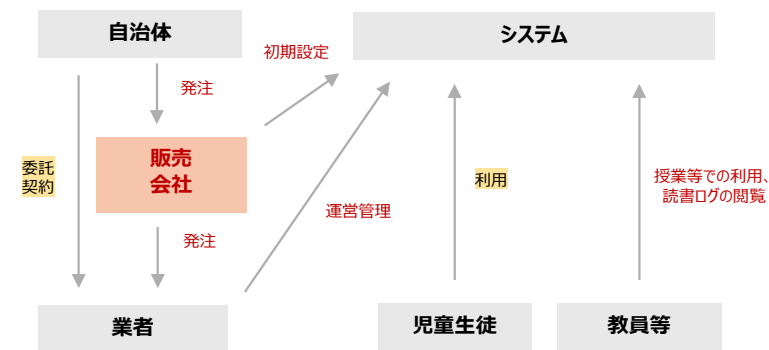 自治体
システム
初期設定
発注
販売
会社
委託
契約
利用
授業等での利用、
読書ログの閲覧
運営管理
発注
業者
児童生徒
教員等